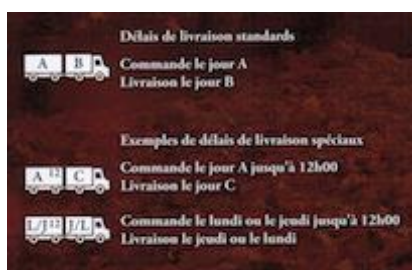 Délais de livraison standards
A B
Commande le jour A
Livraison le jour B
Exemples de délais de livraison spéciaux
A 12 C
Commande le jour A jusqu'à 12h00
Livraison le jour C
L/J12 J/L
Commande le lundi ou le jeudi jusqu'à 12h00
Livraison le jeudi ou le lundi